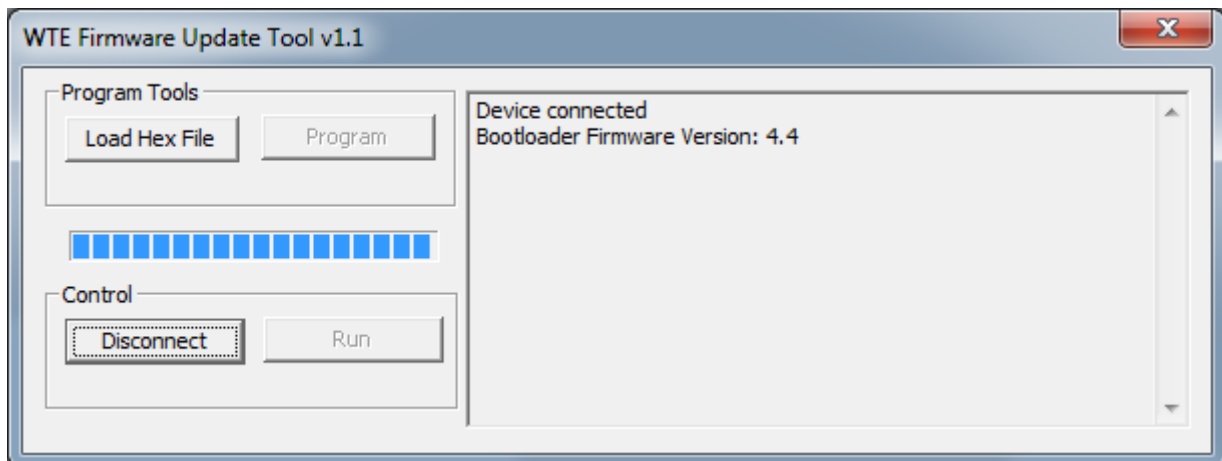 WTE Firmware Update Tool v1.1
Program Tools
Load Hex File
Program
Control
Disconnect
Run
Device connected
Bootloader Firmware Version: 4.4